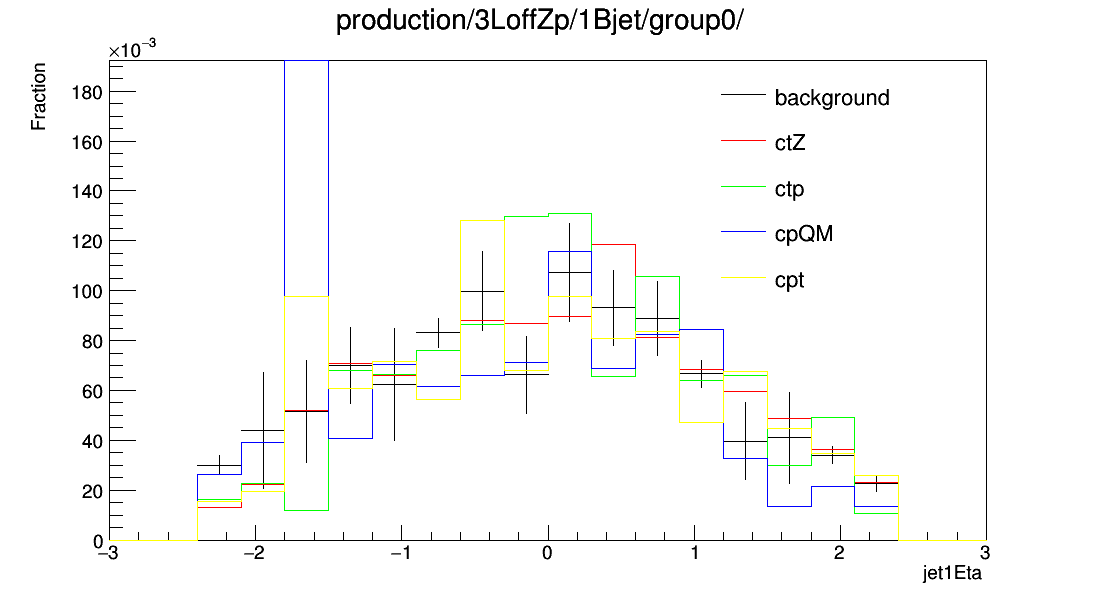 production/3LoffZp/1Bjet/group0/
×10⁻³
Fraction
180
160
140
120
100
80
60
40
20
0
background
ctZ
ctp
cpQM
cpt
−3 −2 −1 0 1 2 3
jet1Eta